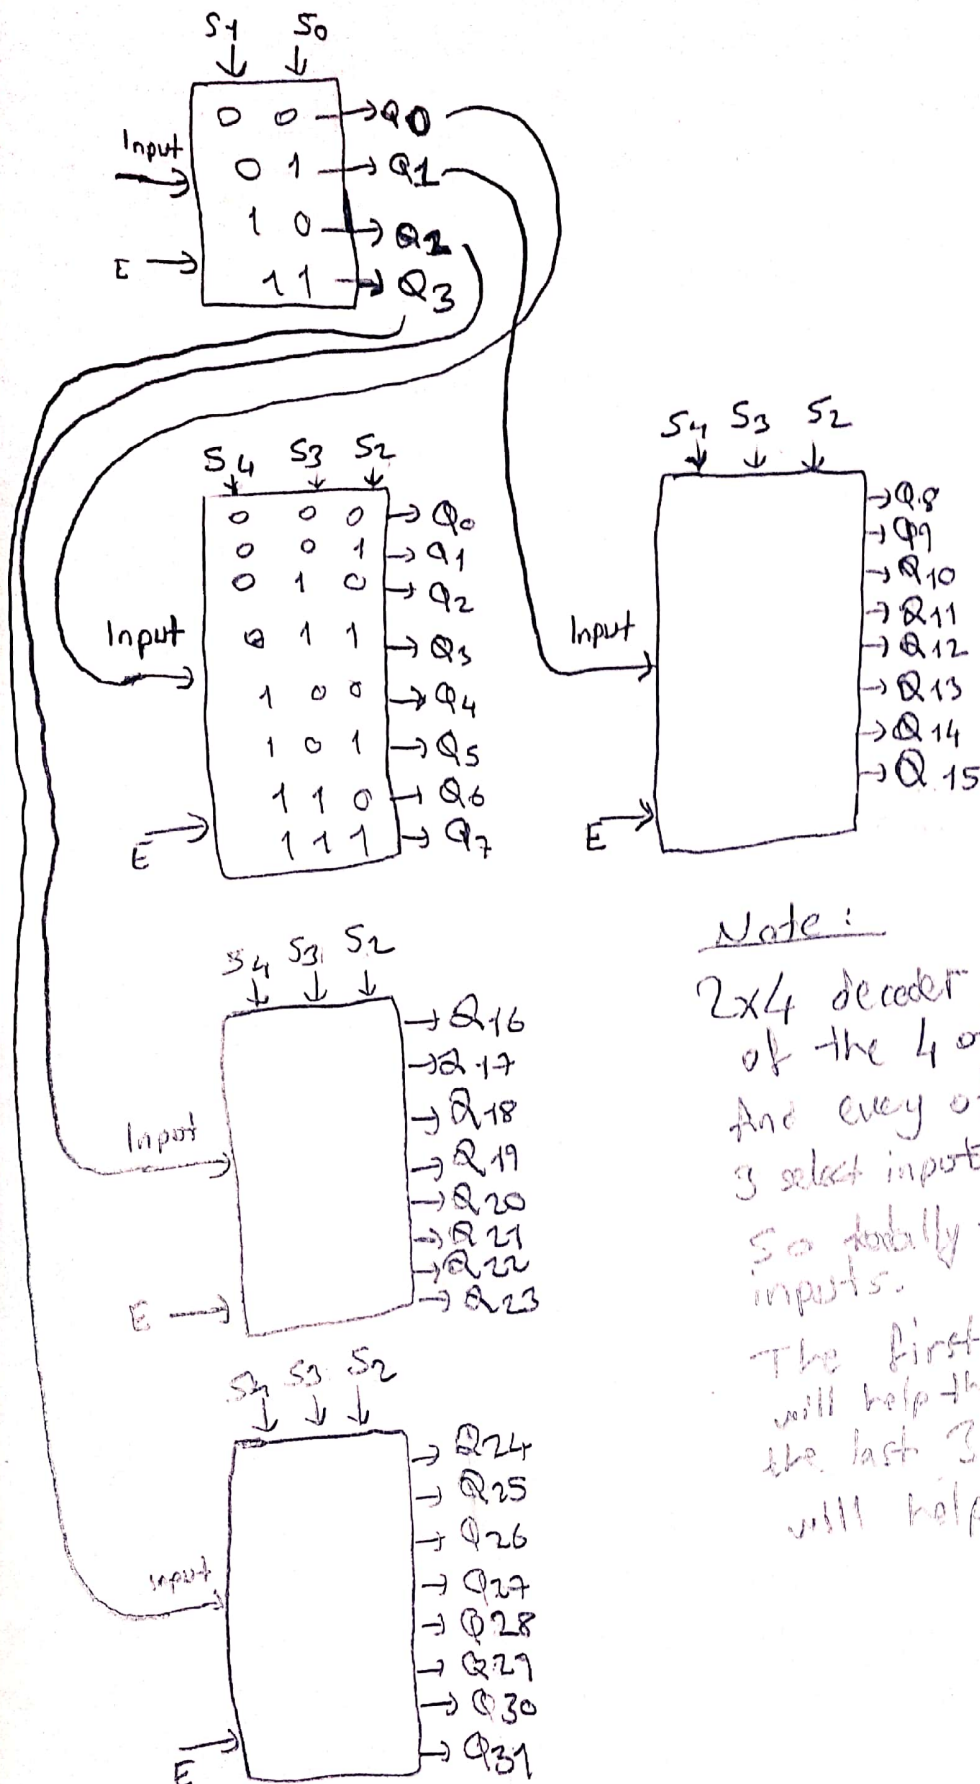 S1 S0
0 0 → Q0
Input
0 1 → Q1
1 0 → Q2
E
1 1 → Q3
S4 S3 S2
0 0 0 → Q0
0 0 1 → Q1
0 1 0 → Q2
Input
0 1 1 → Q3
1 0 0 → Q4
1 0 1 → Q5
1 1 0 → Q6
E
1 1 1 → Q7
S4 S3 S2
Q8
Q9
Q10
Q11
Input
Q12
Q13
Q14
Q15
E
S4 S3 S2
Q16
Q17
Q18
Input
Q19
Q20
Q21
Q22
E
Q23
S4 S3 S2
Q24
Q25
Q26
input
Q27
Q28
Q29
Q30
E
Q31
Note:
2x4 decoder
of the 4
And every
3 select input
So totally
inputs.
The first
will help
the last 3
will help